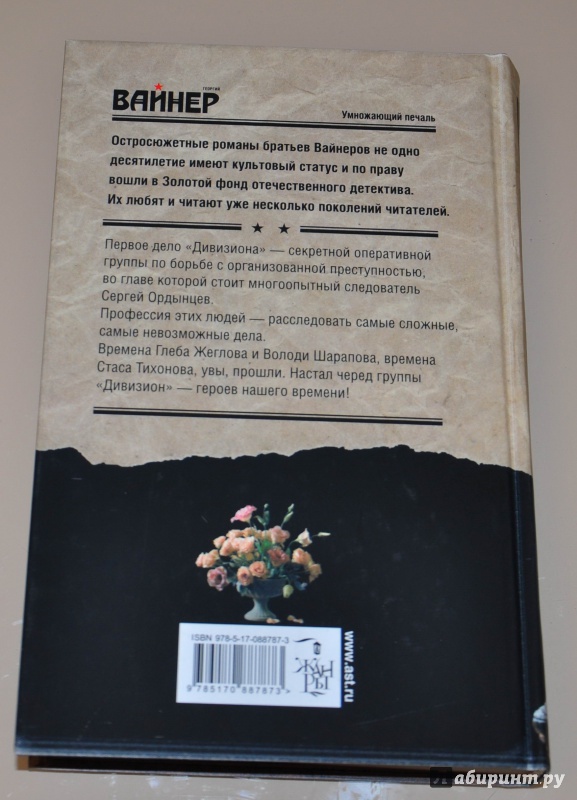 ГЕОРГИЙ
ВАЙНЕР
Умножающий печаль
Остросюжетные романы братьев Вайнеров не одно
десятилетие имеют культовый статус и по праву
вошли в Золотой фонд отечественного детектива.
Их любят и читают уже несколько поколений читателей.
Первое дело «Дивизиона» — секретной оперативной
группы по борьбе с организованной преступностью,
во главе которой стоит многоопытный следователь
Сергей Ордынцев.
Профессия этих людей — расследовать самые сложные,
самые невозможные дела.
Времена Глеба Жеглова и Володи Шарапова, времена
Стаса Тихонова, увы, прошли. Настал черед группы
«Дивизион» — героев нашего времени!
ISBN 978-5-17-088787-3
9 785170 887873 >
ЖАНРЫ
www.ast.ru
Лабиринт.ру